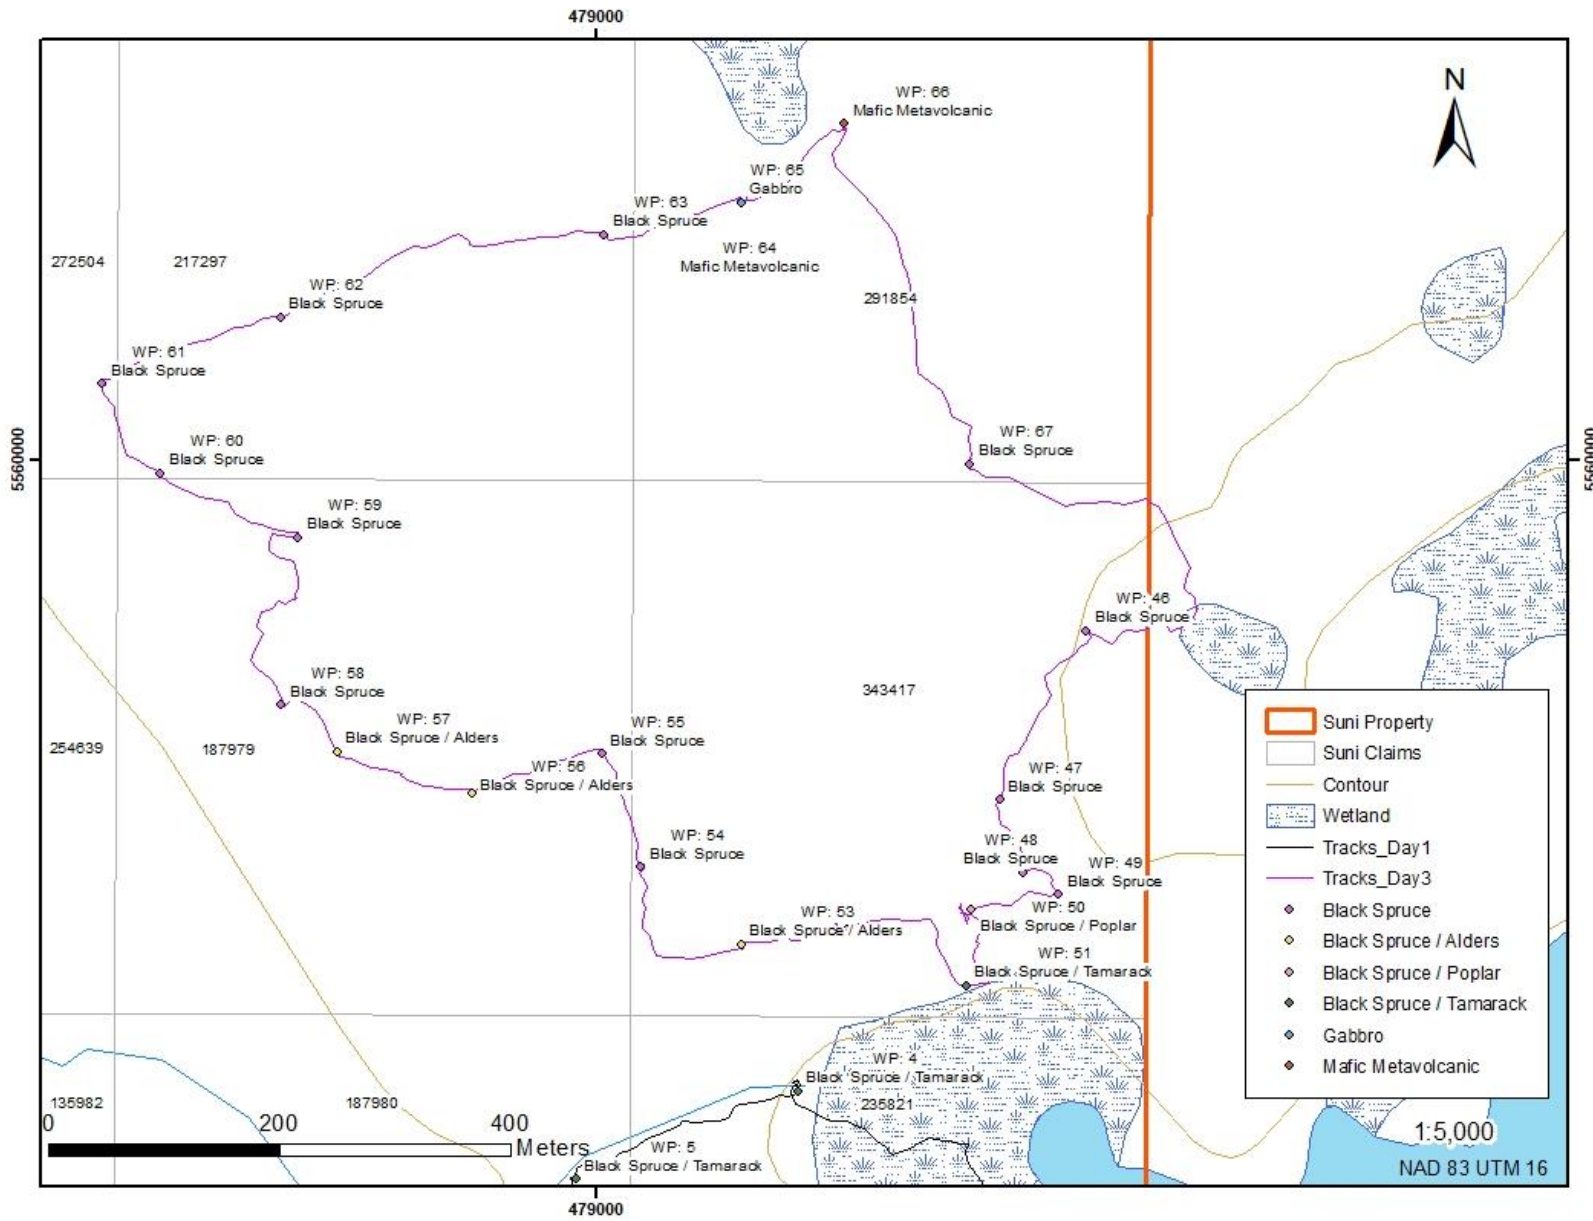 479000
N
WP: 66
Mafic Metavolcanic
WP: 65
Gabbro
WP: 63
Black Spruce
WP: 64
Mafic Metavolcanic
272504
217297
WP: 62
Black Spruce
291854
WP: 61
Black Spruce
WP: 60
Black Spruce
WP: 67
Black Spruce
5560000
5560000
WP: 59
Black Spruce
WP: 46
Black Spruce
WP: 58
Black Spruce
343417
WP: 57
Black Spruce / Alders
WP: 55
Black Spruce
254639
187979
WP: 56
Black Spruce / Alders
WP: 47
Black Spruce
WP: 54
Black Spruce
WP: 48
Black Spruce
WP: 49
Black Spruce
WP: 53
Black Spruce / Alders
WP: 50
Black Spruce / Poplar
WP: 51
Black Spruce / Tamarack
WP: 4
Black Spruce / Tamarack
135982
187980
235821
WP: 5
Black Spruce / Tamarack
0 200 400
Meters
Suni Property
Suni Claims
Contour
Wetland
Tracks_Day1
Tracks_Day3
Black Spruce
Black Spruce / Alders
Black Spruce / Poplar
Black Spruce / Tamarack
Gabbro
Mafic Metavolcanic
1:5,000
NAD 83 UTM 16
479000